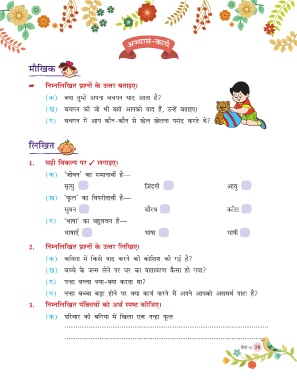 अभ्यास-कार्य
मौखिक
निम्नलिखित प्रश्नों के उत्तर बताइए।
(क) क्या तुम्हें अपना बचपन याद आता है?
(ख) बचपन की जो भी बातें आपको याद हैं, उन्हें बताइए।
(ग) बचपन में आप कौन-कौन से खेल खेलना पसंद करते थे?
लिखित
1. सही विकल्प पर ✓ लगाइए।
(क) 'जीवन' का समानार्थी है—
मृत्यु जिंदगी आयु
(ख) 'फूल' का विपरीतार्थी है—
सुमन सौरभ काँटा
(ग) 'भाषा' का बहुवचन है—
भाषाएँ भाषा भाषों
2. निम्नलिखित प्रश्नों के उत्तर लिखिए।
(क) कविता में किसे याद करने की कोशिश की गई है?
(ख) बच्चे के जन्म लेने पर घर का वातावरण कैसा हो गया?
(ग) नन्हा बच्चा क्या-क्या करता था?
(घ) नन्हा बच्चा बड़ा होने पर क्या कार्य करने में अपने आपको असमर्थ पाता है?
3. निम्नलिखित पंक्तियों को अर्थ स्पष्ट कीजिए।
(क) परिवार की बगिया में खिला एक नन्हा फूल
39